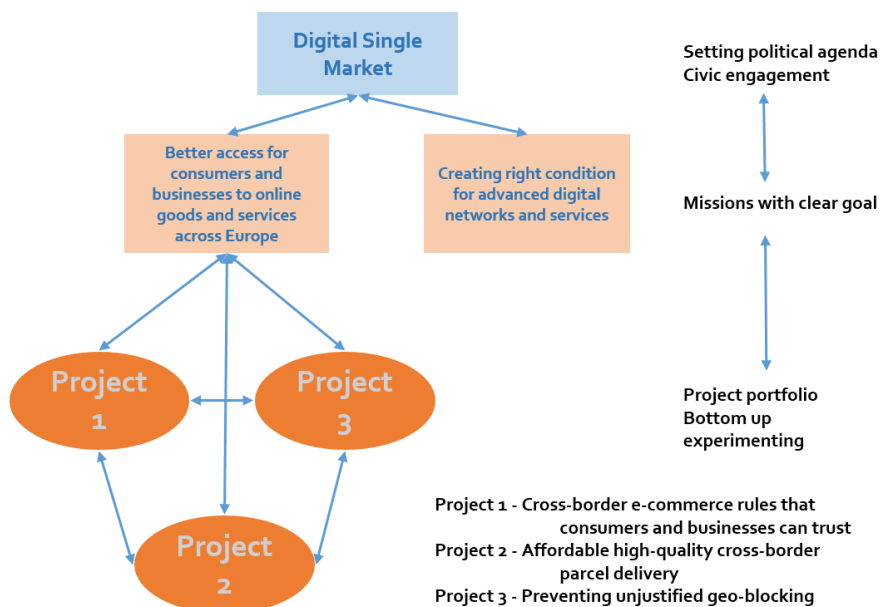 Digital Single
Market
Setting political agenda
Civic engagement
Better access for
consumers and
businesses to online
goods and services
across Europe
Creating right condition
for advanced digital
networks and services
Missions with clear goal
Project
1
Project
3
Project
2
Project portfolio
Bottom up
experimenting
Project 1 - Cross-border e-commerce rules that
consumers and businesses can trust
Project 2 - Affordable high-quality cross-border
parcel delivery
Project 3 - Preventing unjustified geo-blocking